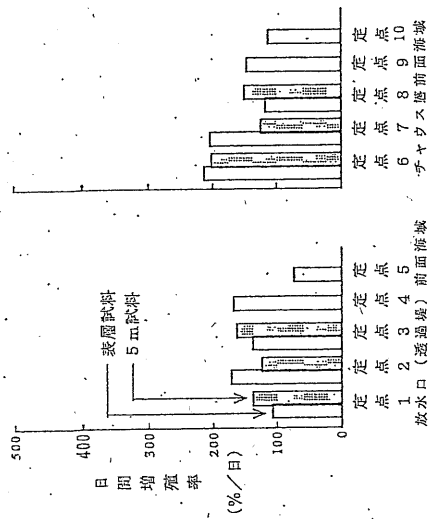 500
400
300
200
100
0
日間増殖率
(%/日)
表層試料
5m試料
定点1
定点2
定点3
定点4
定点5
放水口(透過堤)前面海域
定点6
定点7
定点8
定点9
定点10
チャウス鼻前面海域